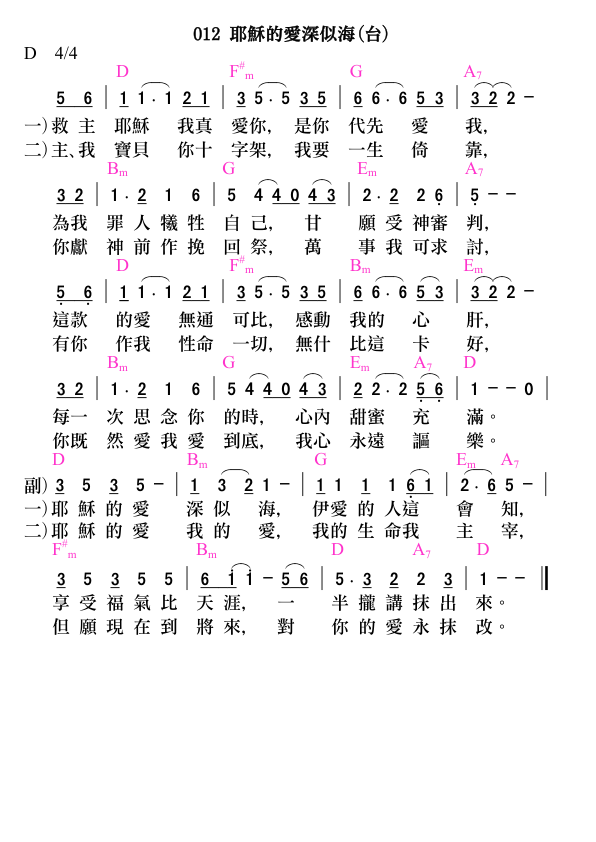 012 耶穌的愛深似海(台)
D 4/4
D F#m G A7
5 6 | 1 1 · 1 2 1 | 3 5 · 5 3 5 | 6 6 · 6 5 3 | 3 2 2 -
一)救 主 耶穌 我真 愛你, 是你 代先 愛 我,
二)主、我 寶貝 你十 字架, 我要 一生 倚 靠,
Bm G Em A7
3 2 | 1 · 2 1 6 | 5 4 4 0 4 3 | 2 · 2 2 6 | 5 - -
為我 罪 人 犧 牲 自 己, 甘 願 受 神審 判,
你獻 神 前 作 挽 回 祭, 萬 事 我 可求 討,
D F#m Bm Em
5 6 | 1 1 · 1 2 1 | 3 5 · 5 3 5 | 6 6 · 6 5 3 | 3 2 2 -
這款 的愛 無通 可比, 感動 我的 心 肝,
有你 作我 性命 一切, 無什 比這 卡 好,
Bm G Em A7 D
3 2 | 1 · 2 1 6 | 5 4 4 0 4 3 | 2 2 · 2 5 6 | 1 - - 0 |
每一 次 思 念 你 的時, 心內 甜蜜 充 滿。
你既 然 愛 我 愛 到底, 我心 永遠 謳 樂。
D Bm G Em A7
副) 3 5 3 5 - | 1 3 2 1 - | 1 1 1 1 6 1 | 2 · 6 5 - |
一)耶 穌 的 愛 深 似 海, 伊愛 的 人這 會 知,
二)耶 穌 的 愛 我 的 愛, 我的 生 命我 主 宰,
F#m Bm D A7 D
3 5 3 3 2 | 6 1 1 - 5 6 | 5 · 3 2 2 3 | 1 - - ||
享 受 福 氣 比 天 涯, 一 半 攏 講 抹 出 來。
但 願 現 在 到 將 來, 對 你 的 愛 永 抹 改。